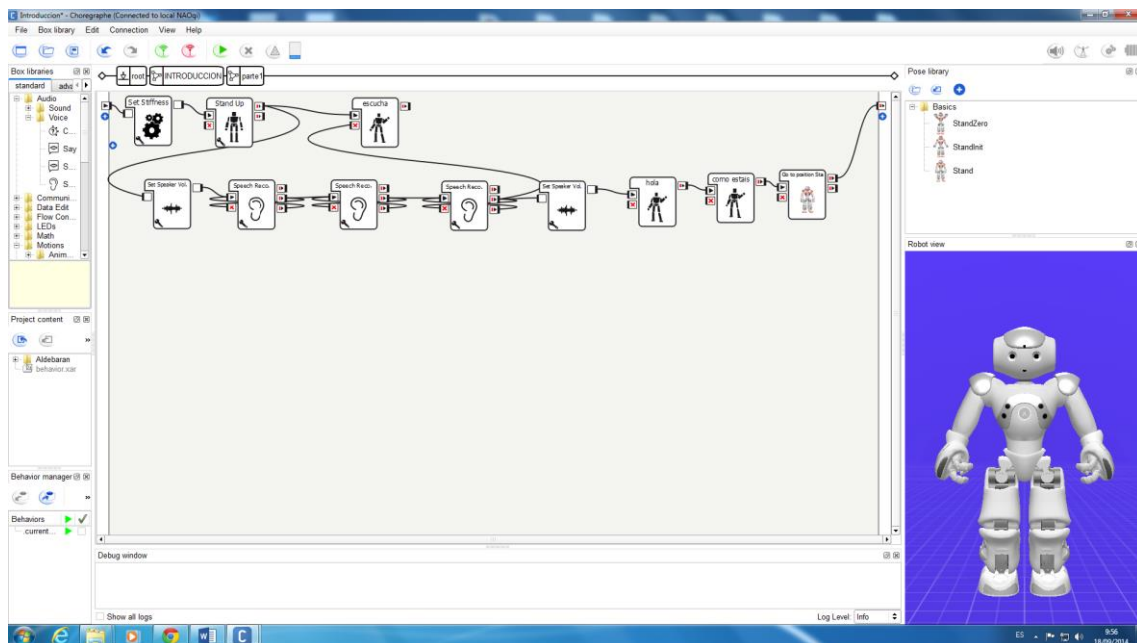 Introduccion* - Choregraphe (Connected to local NAOqi)
File Box library Edit Connection View Help
Box libraries
standard adva
Audio
Sound
Voice
C...
Say
S...
S...
Communi...
Data Edit
Flow Con...
LEDs
Math
Motions
Anim...
root INTRODUCCION parte1
Set Stiffness
Stand Up
escucha
Set Speaker Vol.
Speech Reco.
Speech Reco.
Speech Reco.
Set Speaker Vol.
hola
como estais
Go to position Sta
Pose library
Basics
StandZero
StandInit
Stand
Robot view
Project content
Aldebaran
behavior.xar
Behavior manager
Behaviors
current...
Debug window
Show all logs
Log Level: Info
ES
9:56
18/09/2014